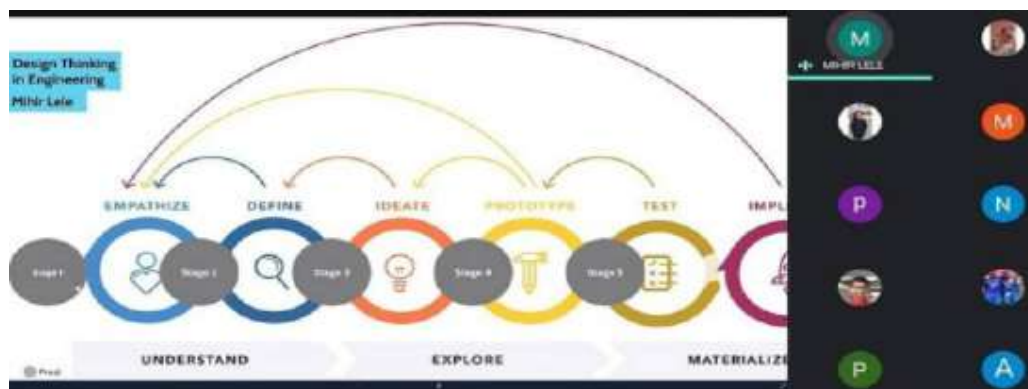 Design Thinking
in Engineering
Mihir Lele
M
MIHIR LELE
EMPATHIZE
DEFINE
IDEATE
PROTOTYPE
TEST
IMPL
Stage 1
Stage 2
Stage 3
Stage 4
Stage 5
M
P
N
UNDERSTAND
EXPLORE
MATERIALIZE
P
A